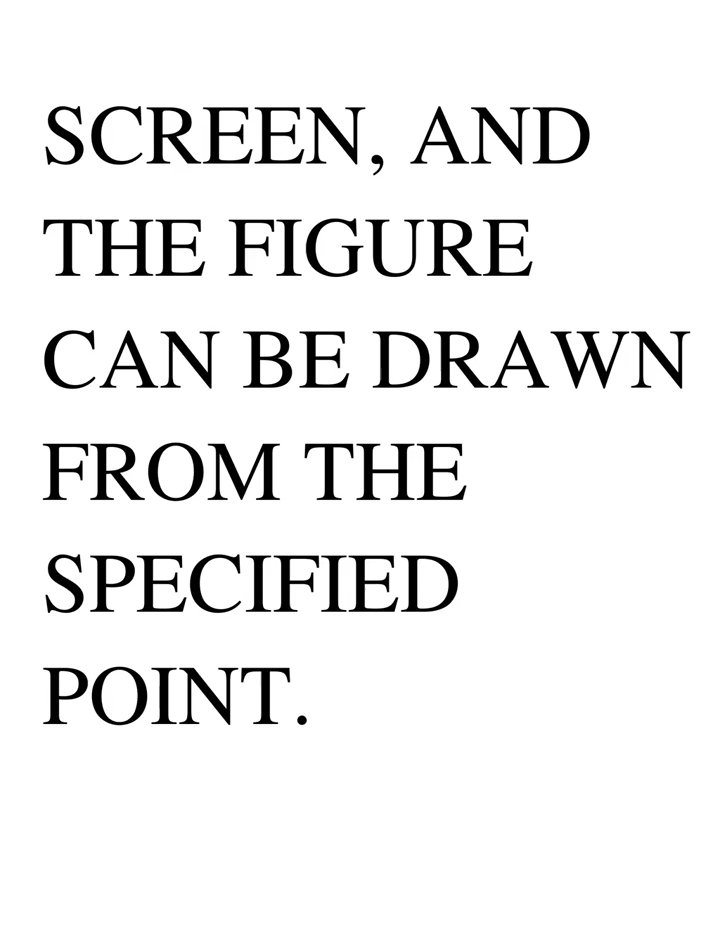 SCREEN, AND
THE FIGURE
CAN BE DRAWN
FROM THE
SPECIFIED
POINT.